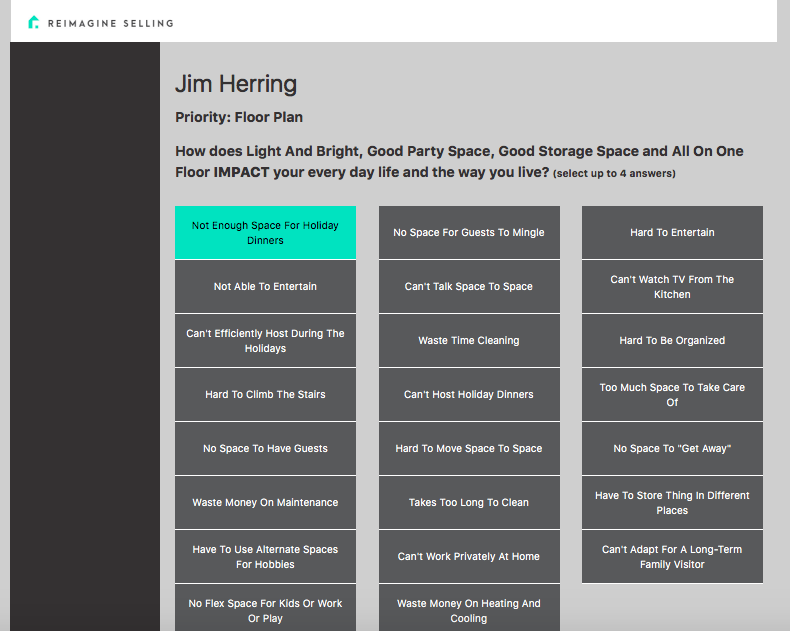 REIMAGINE SELLING
Jim Herring
Priority: Floor Plan
How does Light And Bright, Good Party Space, Good Storage Space and All On One
Floor IMPACT your every day life and the way you live? (select up to 4 answers)
Not Enough Space For Holiday
Dinners
No Space For Guests To Mingle
Hard To Entertain
Not Able To Entertain
Can't Talk Space To Space
Can't Watch TV From The
Kitchen
Can't Efficiently Host During The
Holidays
Waste Time Cleaning
Hard To Be Organized
Hard To Climb The Stairs
Can't Host Holiday Dinners
Too Much Space To Take Care
Of
No Space To Have Guests
Hard To Move Space To Space
No Space To "Get Away"
Waste Money On Maintenance
Takes Too Long To Clean
Have To Store Thing In Different
Places
Have To Use Alternate Spaces
For Hobbies
Can't Work Privately At Home
Can't Adapt For A Long-Term
Family Visitor
No Flex Space For Kids Or Work
Or Play
Waste Money On Heating And
Cooling